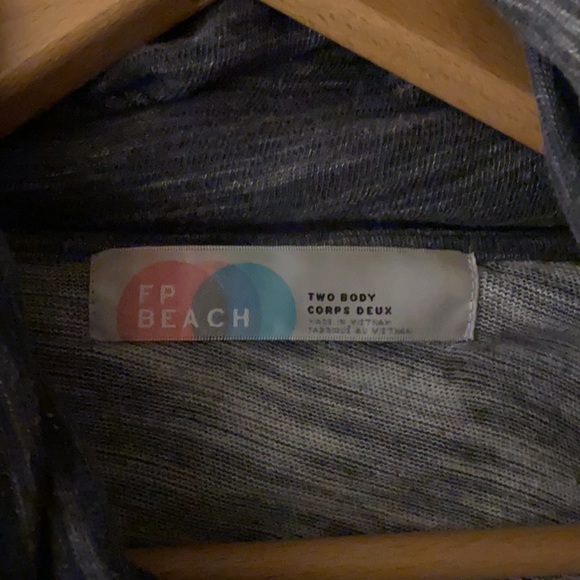 FP
BEACH
TWO BODY
CORPS DEUX
MADE IN VIETNAM
FABRIQUÉ AU VIETNAM